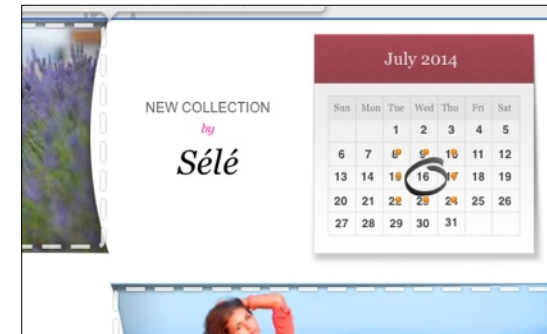 NEW COLLECTION
by
Sélé
July 2014
Sun Mon Tue Wed Thu Fri Sat
1 2 3 4 5
6 7 8 9 10 11 12
13 14 15 16 17 18 19
20 21 22 23 24 25 26
27 28 29 30 31